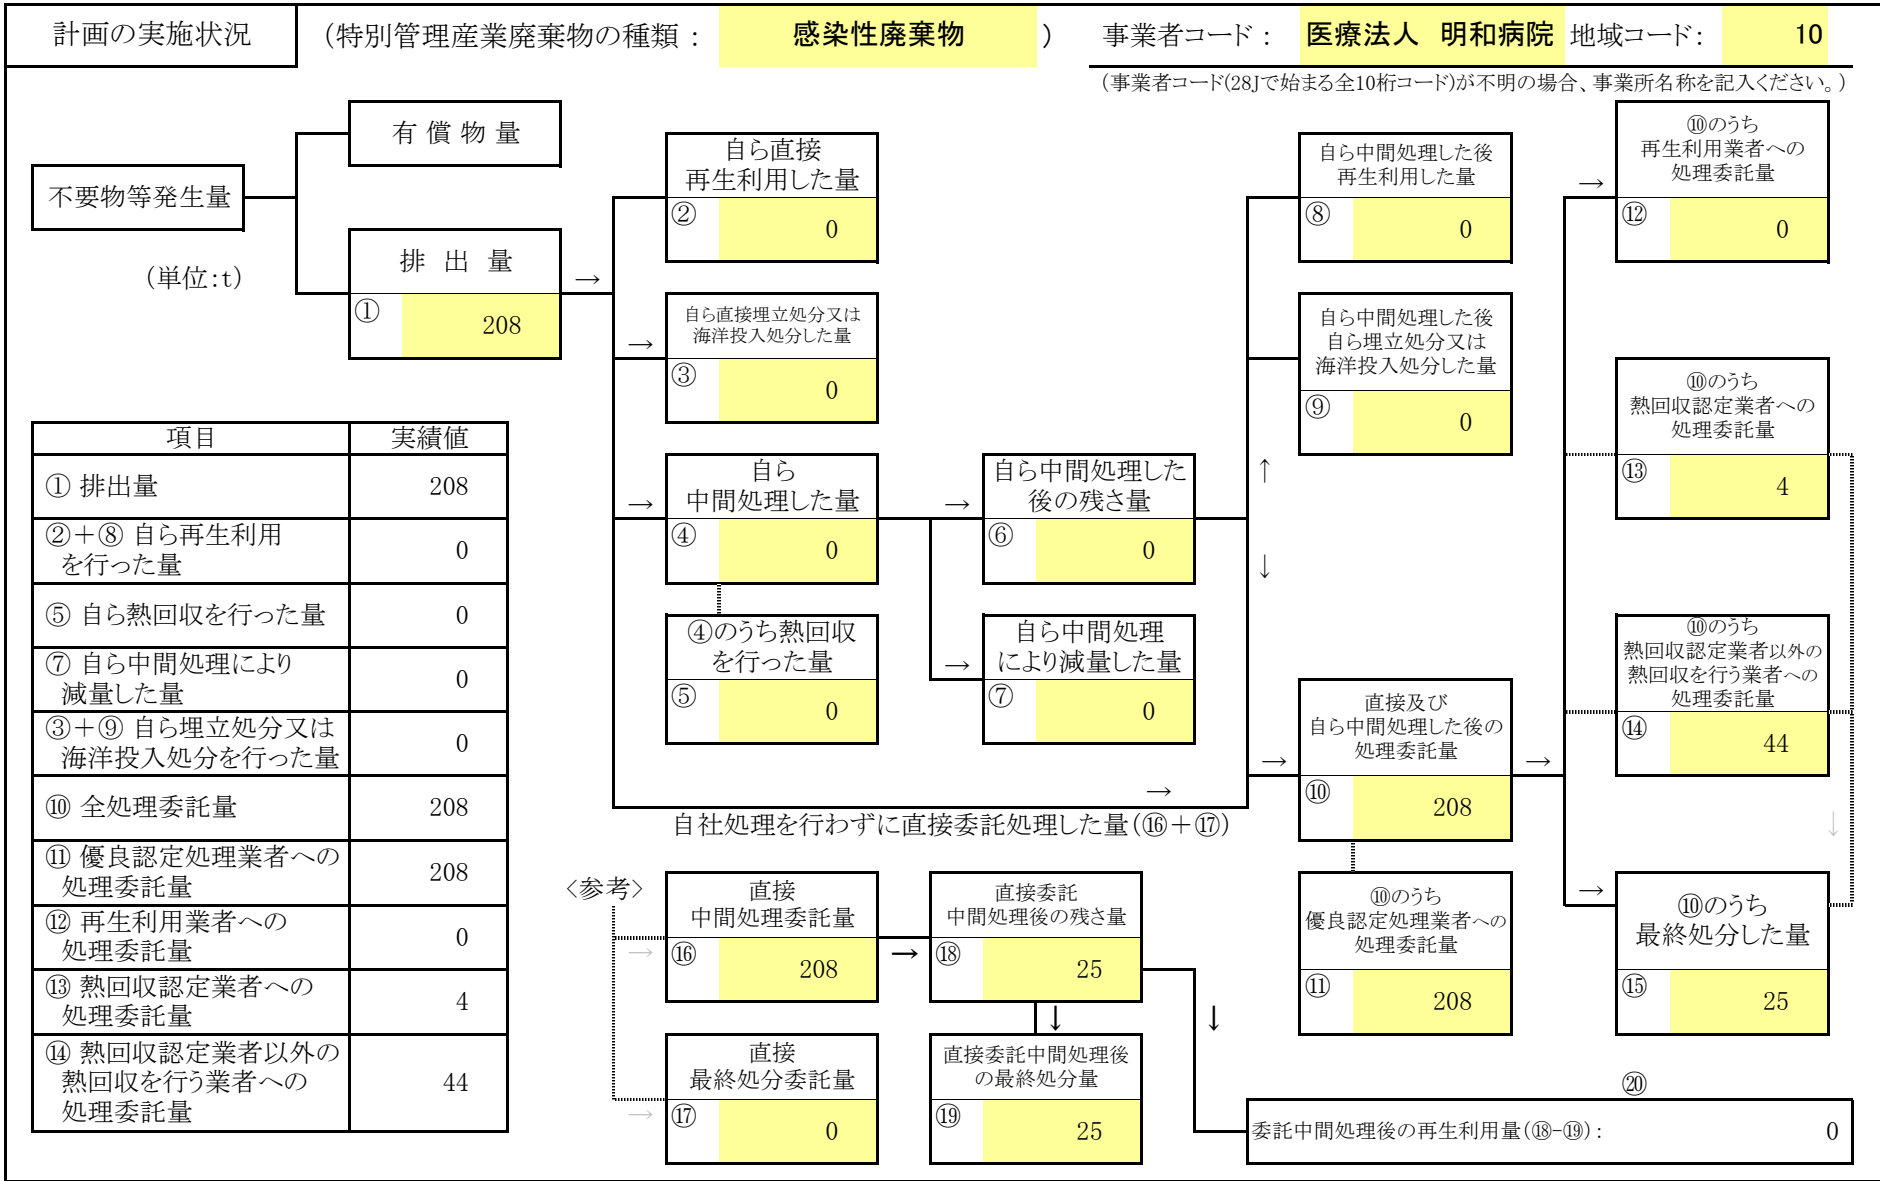 計画の実施状況
（特別管理産業廃棄物の種類： 感染性廃棄物 ）
事業者コード： 医療法人　明和病院 地域コード： 10
（事業者コード(28Jで始まる全10桁コード)が不明の場合、事業所名称を記入ください。）
不要物等発生量
（単位:t）
有償物量
排出量
① 208
自ら直接
再生利用した量
② 0
自ら直接埋立処分又は
海洋投入処分した量
③ 0
自ら
中間処理した量
④ 0
④のうち熱回収
を行った量
⑤ 0
自ら中間処理した
後の残さ量
⑥ 0
自ら中間処理
により減量した量
⑦ 0
自ら中間処理した後
再生利用した量
⑧ 0
自ら中間処理した後
自ら埋立処分又は
海洋投入処分した量
⑨ 0
直接及び
自ら中間処理した後の
処理委託量
⑩ 208
⑩のうち
優良認定処理業者への
処理委託量
⑪ 208
⑩のうち
再生利用業者への
処理委託量
⑫ 0
⑩のうち
熱回収認定業者への
処理委託量
⑬ 4
⑩のうち
熱回収認定業者以外の
熱回収を行う業者への
処理委託量
⑭ 44
⑩のうち
最終処分した量
⑮ 25
自社処理を行わずに直接委託処理した量(⑯＋⑰)
〈参考〉
直接
中間処理委託量
⑯ 208
直接
最終処分委託量
⑰ 0
直接委託
中間処理後の残さ量
⑱ 25
直接委託中間処理後
の最終処分量
⑲ 25
⑳
委託中間処理後の再生利用量(⑱-⑲)： 0
項目 実績値
① 排出量 208
②＋⑧ 自ら再生利用
を行った量 0
⑤ 自ら熱回収を行った量 0
⑦ 自ら中間処理により
減量した量 0
③＋⑨ 自ら埋立処分又は
海洋投入処分を行った量 0
⑩ 全処理委託量 208
⑪ 優良認定処理業者への
処理委託量 208
⑫ 再生利用業者への
処理委託量 0
⑬ 熱回収認定業者への
処理委託量 4
⑭ 熱回収認定業者以外の
熱回収を行う業者への
処理委託量 44